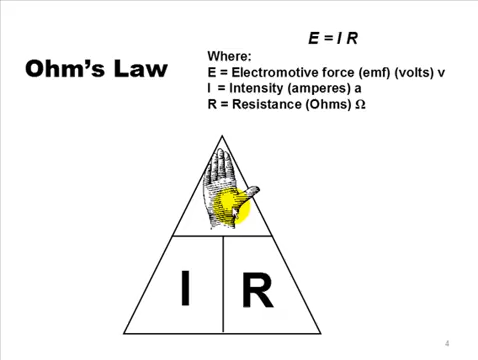 E = I R
Where:
Ohm's Law
E = Electromotive force (emf) (volts) v
I = Intensity (amperes) a
R = Resistance (Ohms) Ω
I R
4